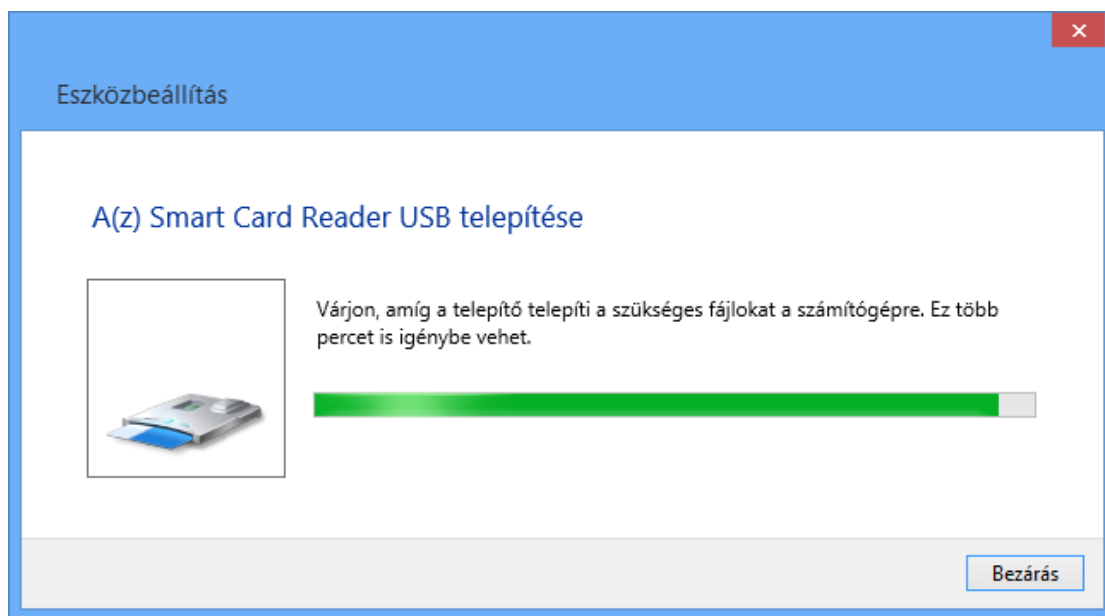 Eszközbeállítás
A(z) Smart Card Reader USB telepítése
Várjon, amíg a telepítő telepíti a szükséges fájlokat a számítógépre. Ez több
percet is igénybe vehet.
Bezárás